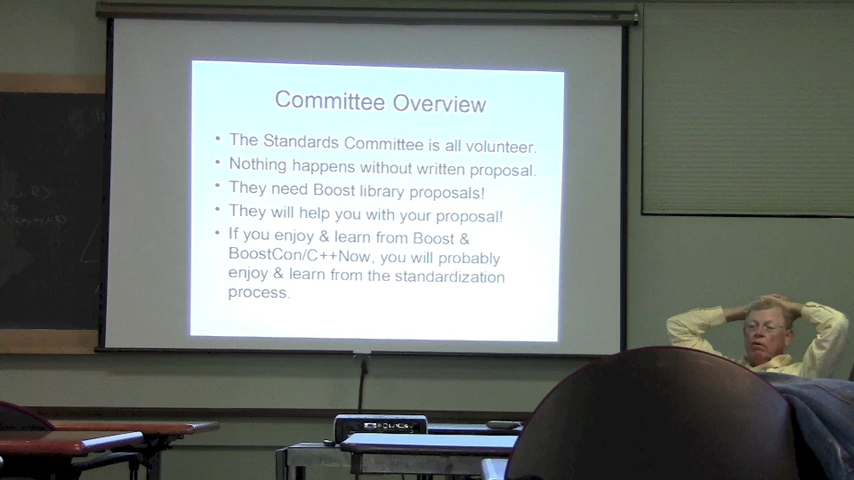 Committee Overview
• The Standards Committee is all volunteer.
• Nothing happens without written proposal.
• They need Boost library proposals!
• They will help you with your proposal!
• If you enjoy & learn from Boost &
BoostCon/C++Now, you will probably
enjoy & learn from the standardization
process.